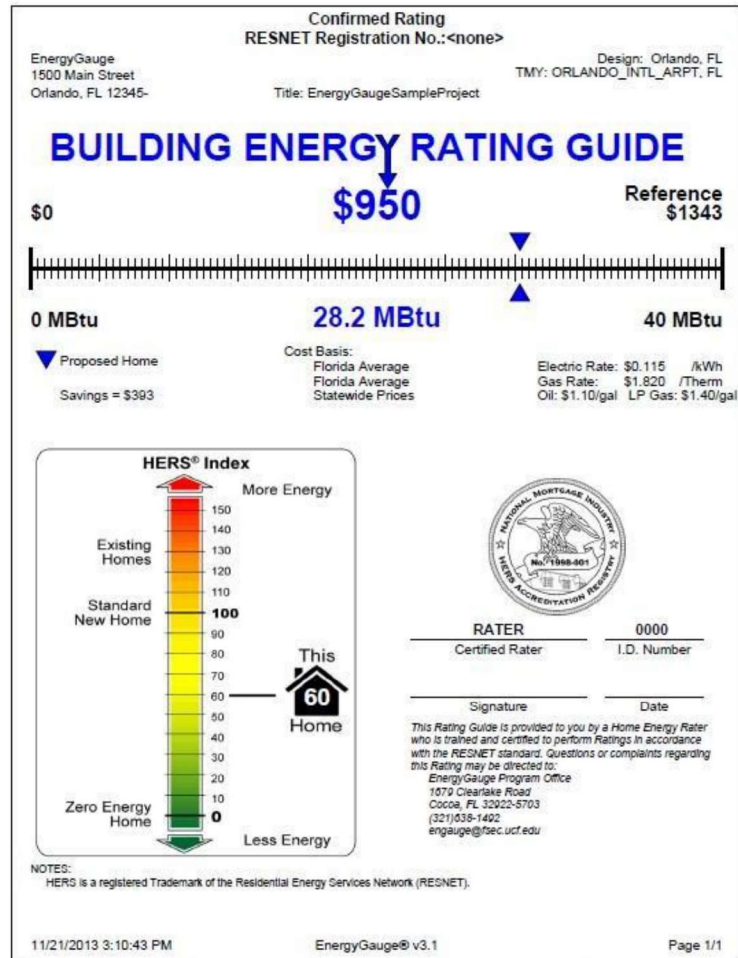 Confirmed Rating
RESNET Registration No.:<none>
EnergyGauge
1500 Main Street
Orlando, FL 12345-
Title: EnergyGaugeSampleProject
Design: Orlando, FL
TMY: ORLANDO_INTL_ARPT, FL
BUILDING ENERGY RATING GUIDE
$0
$950
Reference
$1343
0 MBtu
28.2 MBtu
40 MBtu
Proposed Home
Savings = $393
Cost Basis:
Florida Average
Florida Average
Statewide Prices
Electric Rate: $0.115 /kWh
Gas Rate: $1.820 /Therm
Oil: $1.10/gal LP Gas: $1.40/gal
HERS® Index
More Energy
150
140
Existing
Homes
130
120
110
Standard
New Home
100
90
80
70
60
50
40
30
20
10
Zero Energy
Home
0
Less Energy
This
60
Home
NATIONAL MORTGAGE INDUSTRY
No. 1998-001
HERS ACCREDITATION REGISTRY
RATER
Certified Rater
0000
I.D. Number
Signature
Date
This Rating Guide is provided to you by a Home Energy Rater
who is trained and certified to perform Ratings in accordance
with the RESNET standard. Questions or complaints regarding
this Rating may be directed to:
EnergyGauge Program Office
1679 Clearlake Road
Cocoa, FL 32922-5703
(321)638-1492
engauge@fsec.ucf.edu
NOTES:
HERS is a registered Trademark of the Residential Energy Services Network (RESNET).
11/21/2013 3:10:43 PM
EnergyGauge® v3.1
Page 1/1